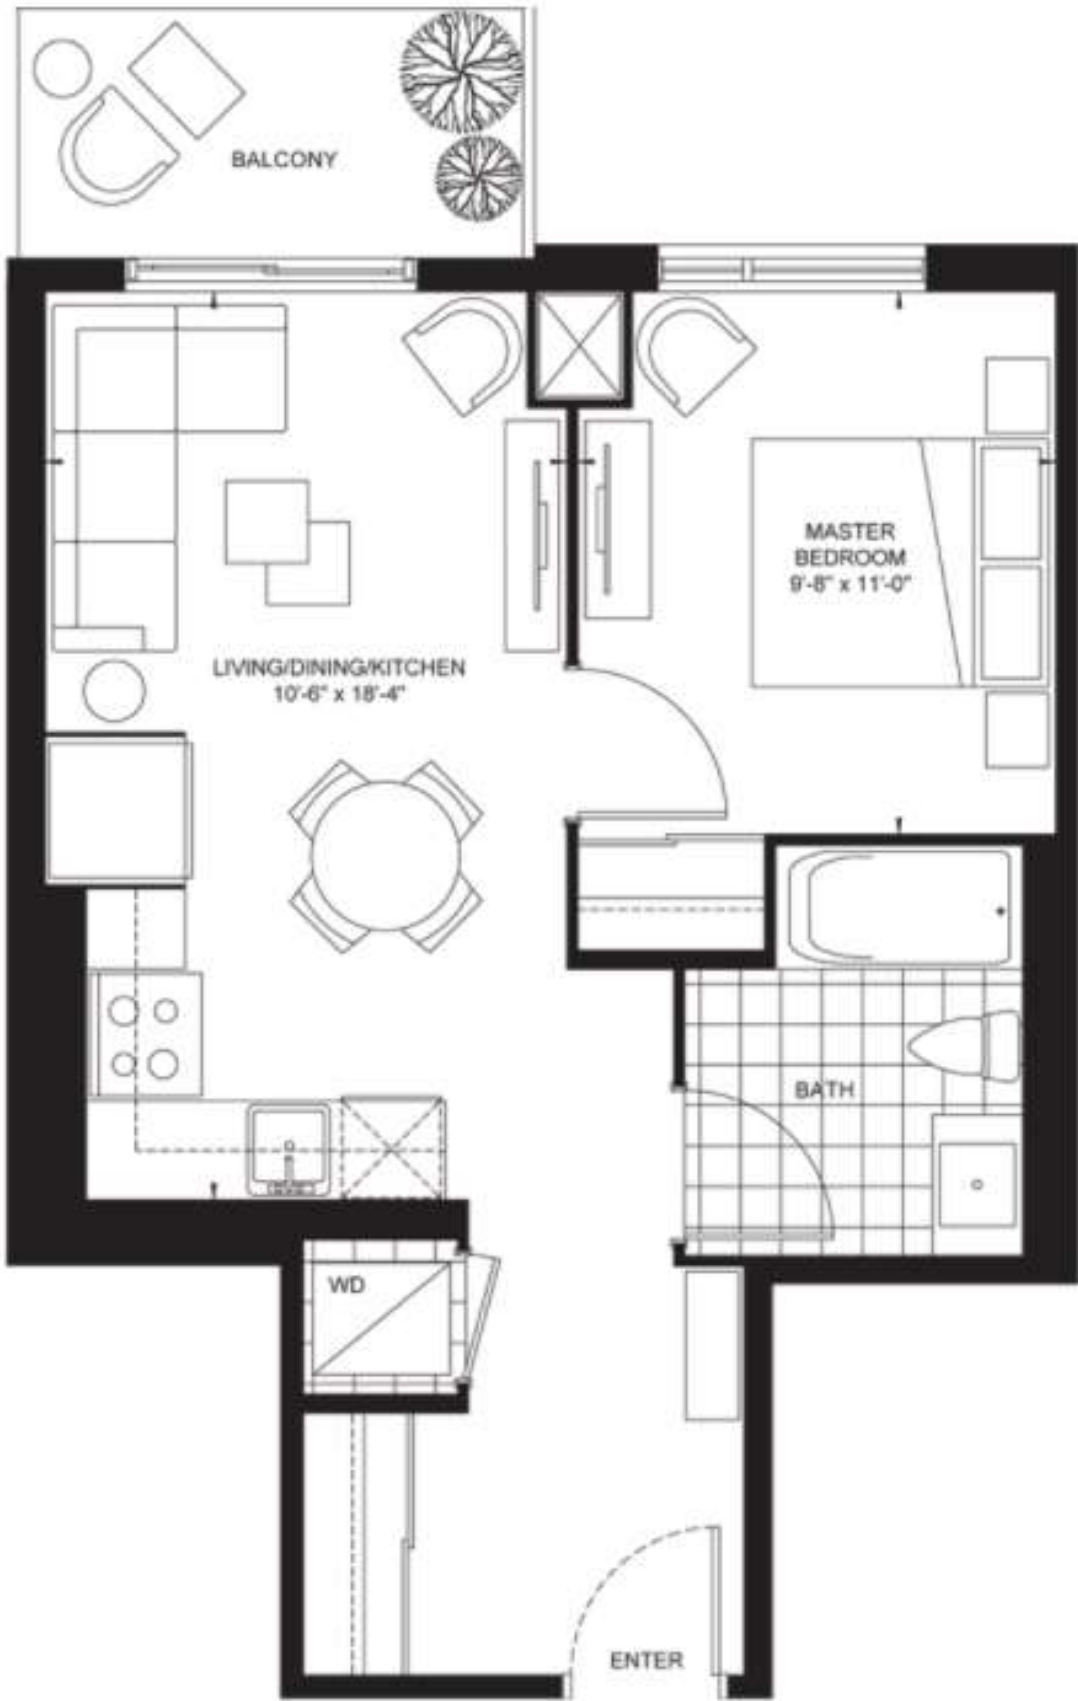 BALCONY
MASTER
BEDROOM
9'-8" x 11'-0"
LIVING/DINING/KITCHEN
10'-6" x 18'-4"
BATH
WD
ENTER